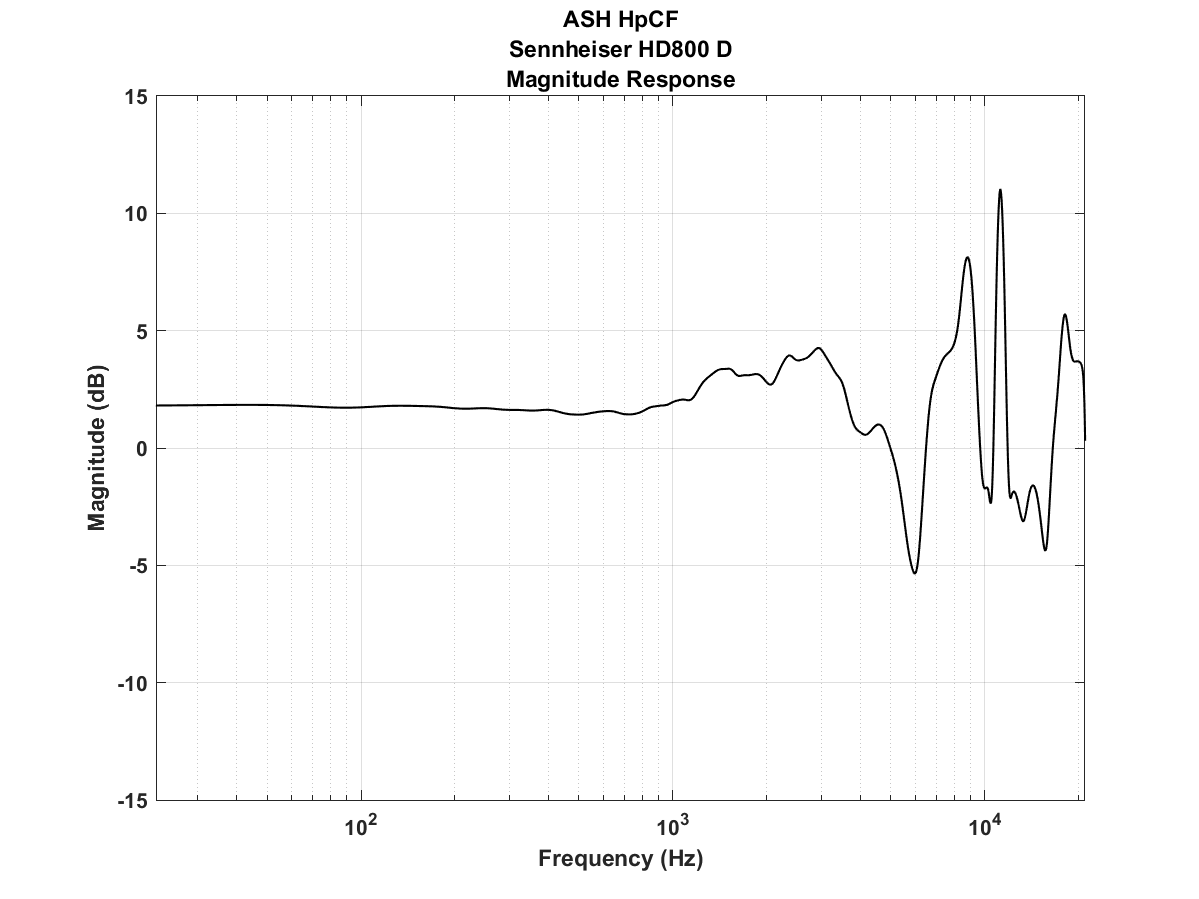 ASH HpCF
Sennheiser HD800 D
Magnitude Response
15
10
5
0
-5
-10
-15
Magnitude (dB)
10² 10³ 10⁴
Frequency (Hz)